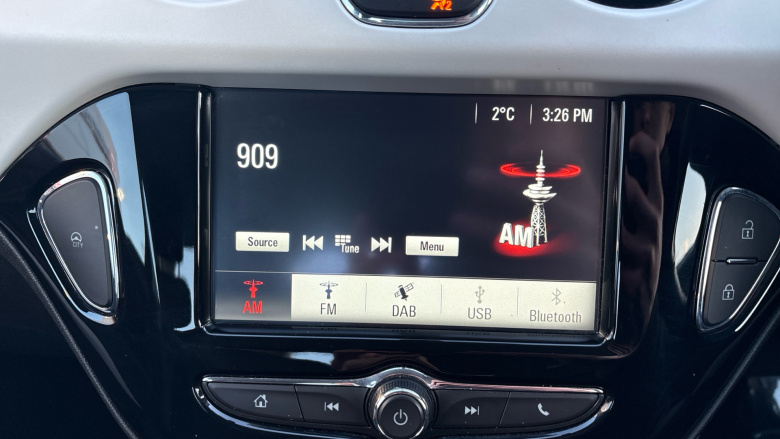 2°C 3:26 PM
909
AM
Source Tune Menu
AM FM DAB USB Bluetooth
CITY